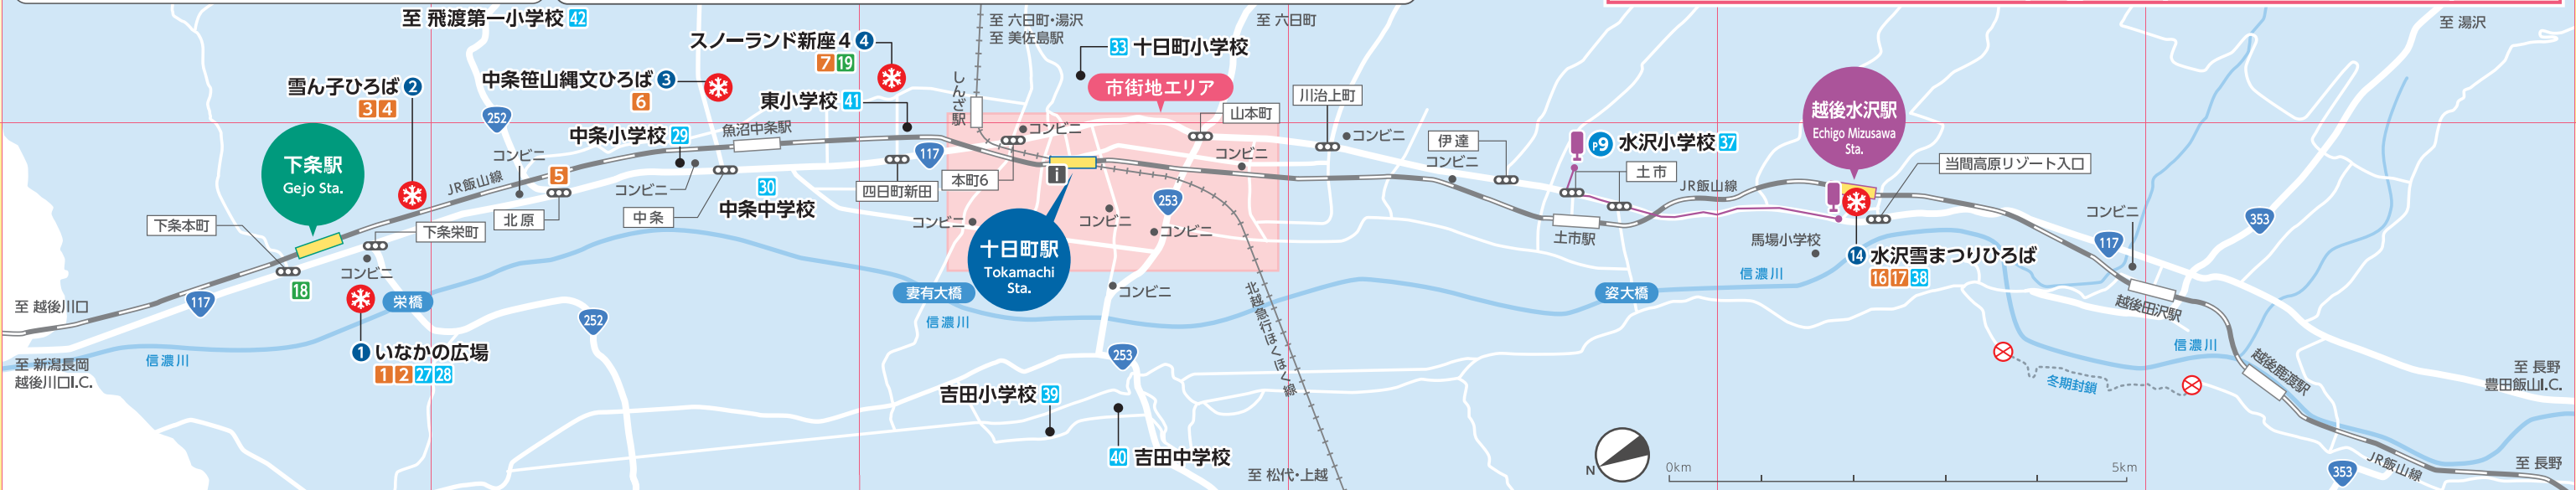 至 飛渡第一小学校 42
スノーランド新座4 4
7 19
至 六日町・湯沢
至 美佐島駅
33 十日町小学校
至 六日町
至 湯沢
雪ん子ひろば 2
3 4
中条笹山縄文ひろば 3
6
東小学校 41
しんざ駅
市街地エリア
山本町
川治上町
越後水沢駅
Echigo Mizusawa
Sta.
252
中条小学校 29
魚沼中条駅
117
コンビニ
コンビニ
コンビニ
伊達
コンビニ
P9 水沢小学校 37
土市
当間高原リゾート入口
下条駅
Gejo Sta.
コンビニ
5
JR飯山線
北原
コンビニ
中条
30
中条中学校
四日町新田
本町6
i
253
JR飯山線
下条本町
下条栄町
コンビニ
18
コンビニ
コンビニ
コンビニ
十日町駅
Tokamachi
Sta.
土市駅
馬場小学校
14 水沢雪まつりひろば
16 17 38
コンビニ
117
353
至 越後川口
117
栄橋
252
妻有大橋
信濃川
コンビニ
北越急行ほくほく線
姿大橋
信濃川
越後田沢駅
至 新潟長岡
越後川口I.C.
信濃川
1 いなかの広場
1 2 27 28
253
吉田小学校 39
40 吉田中学校
至 松代・上越
冬期封鎖
信濃川
越後鹿渡駅
至 長野
豊田飯山I.C.
N
0km
5km
353
JR飯山線
至 長野